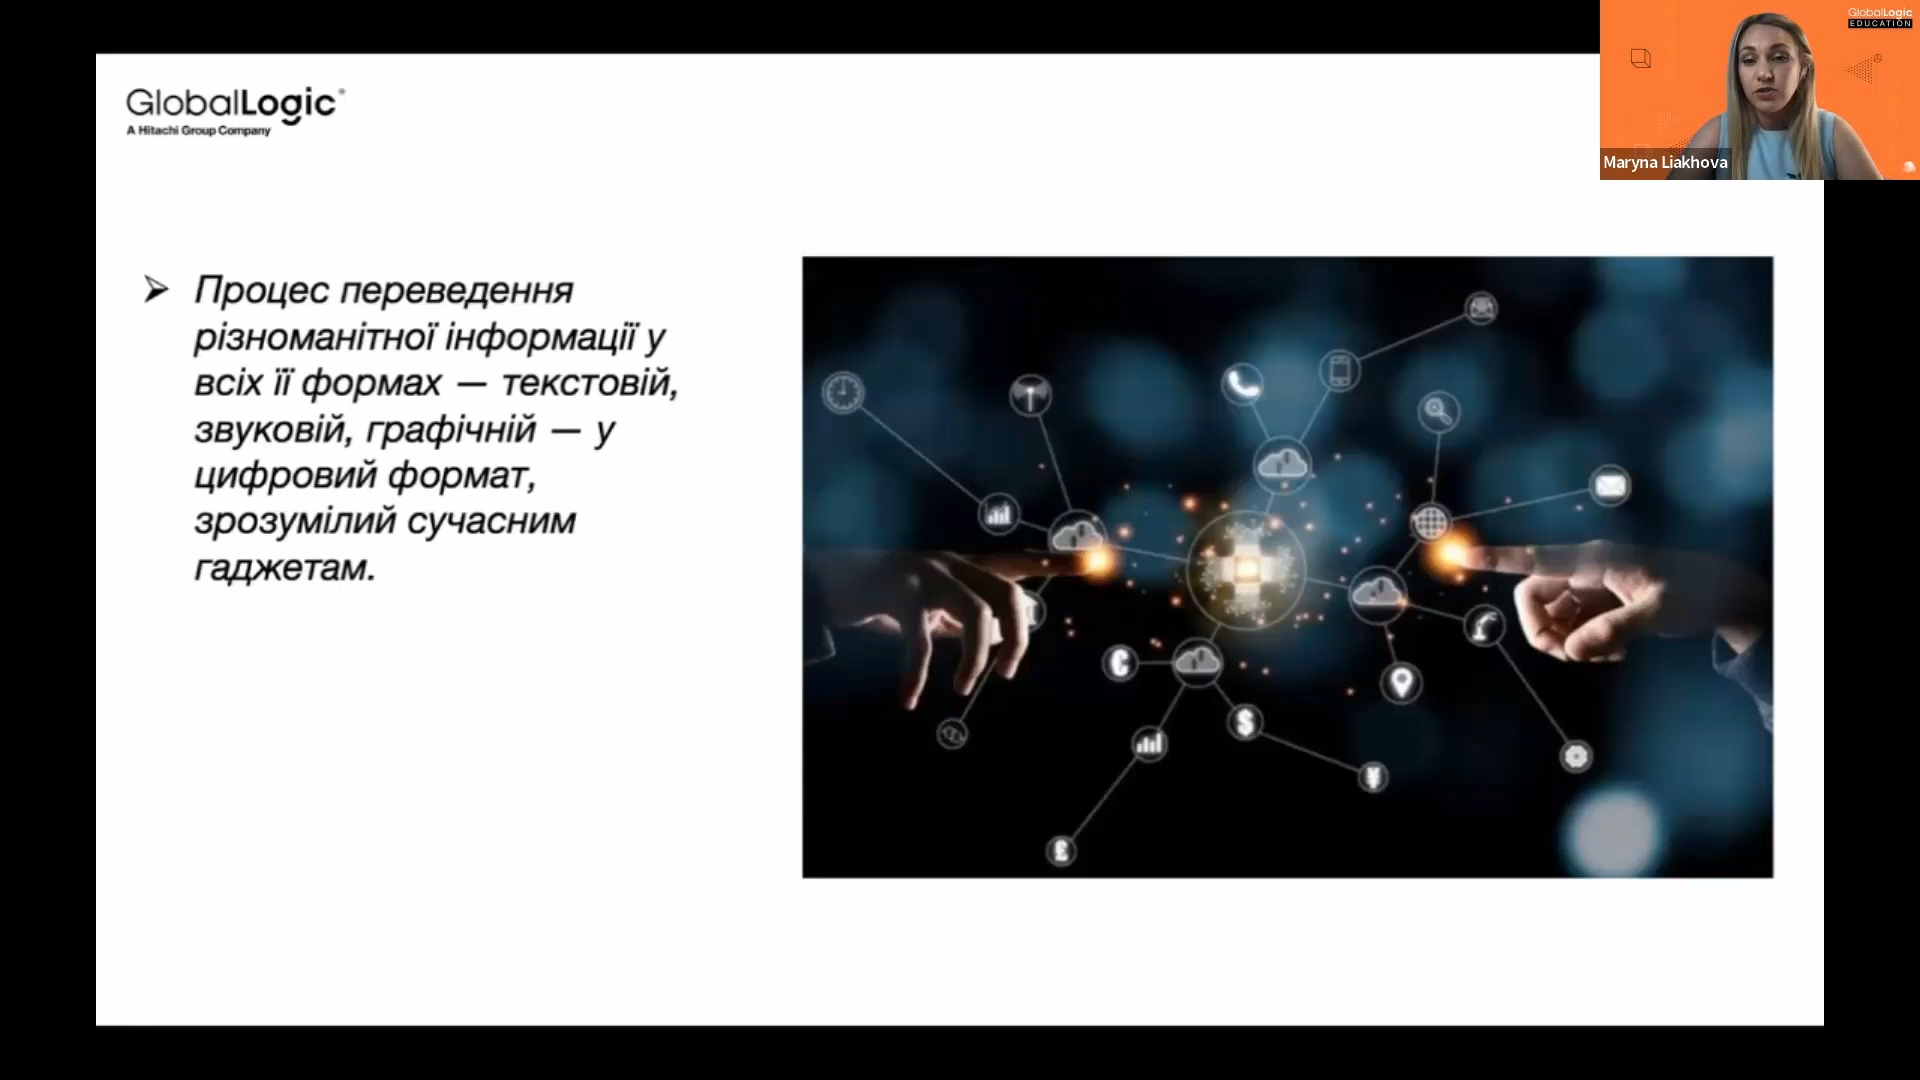 GlobalLogic
A Hitachi Group Company
GlobalLogic
EDUCATION
Maryna Liakhova
➢ Процес переведення
різноманітної інформації у
всіх її формах — текстовій,
звуковій, графічній — у
цифровий формат,
зрозумілий сучасним
гаджетам.